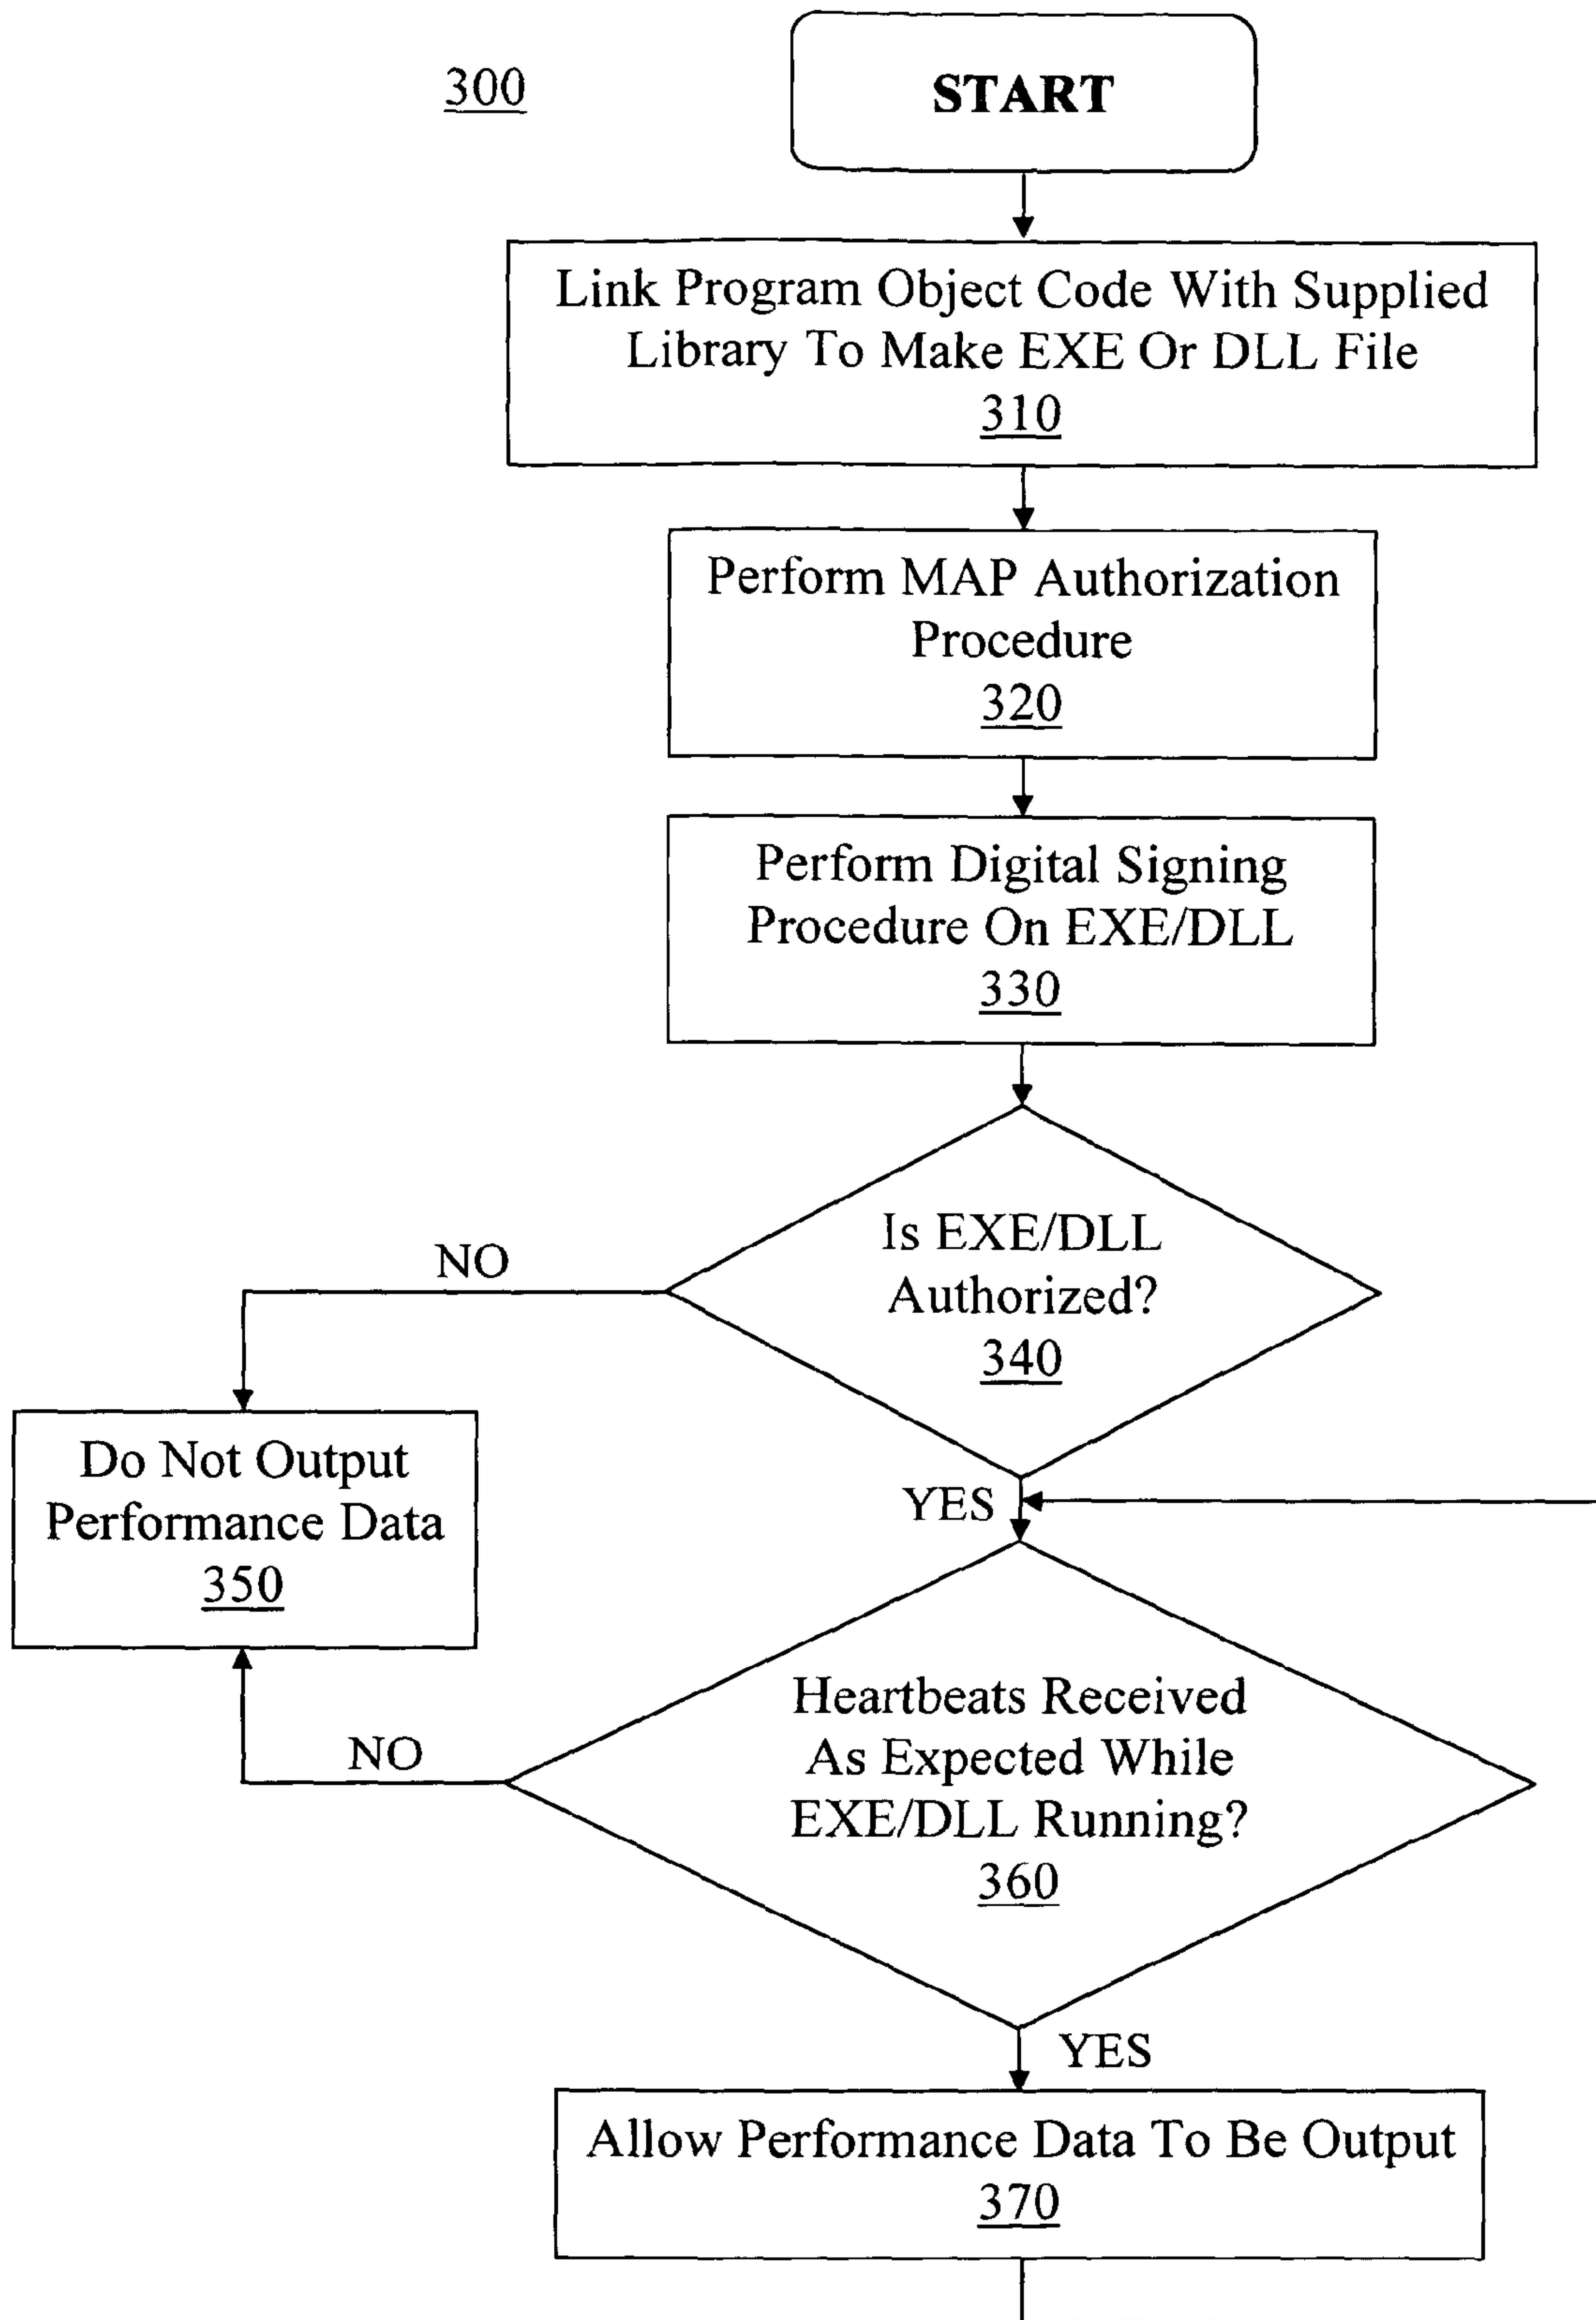 300
START
Link Program Object Code With Supplied
Library To Make EXE Or DLL File
310
Perform MAP Authorization
Procedure
320
Perform Digital Signing
Procedure On EXE/DLL
330
Is EXE/DLL
Authorized?
340
NO
Do Not Output
Performance Data
350
YES
Heartbeats Received
As Expected While
EXE/DLL Running?
360
NO
YES
Allow Performance Data To Be Output
370